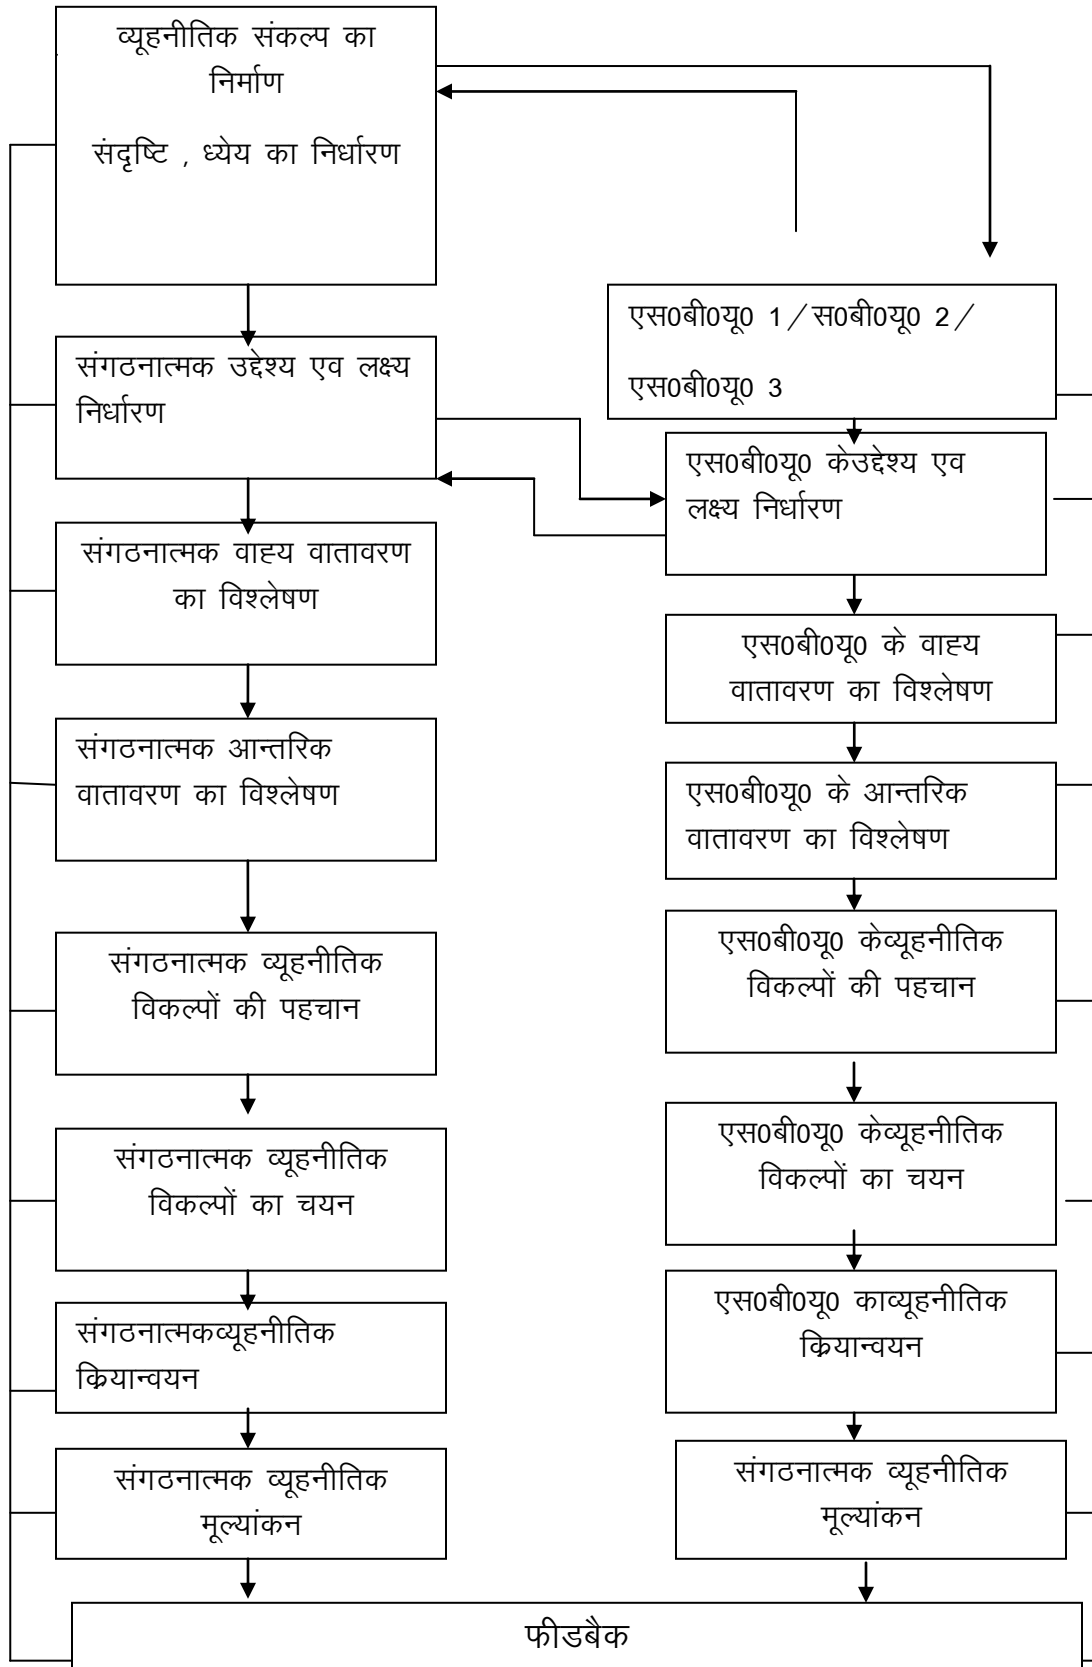 व्यूहनीतिक संकल्प का
निर्माण
संदृष्टि , ध्येय का निर्धारण
संगठनात्मक उद्देश्य एव लक्ष्य
निर्धारण
संगठनात्मक वाह्य वातावरण
का विश्लेषण
संगठनात्मक आन्तरिक
वातावरण का विश्लेषण
संगठनात्मक व्यूहनीतिक
विकल्पों की पहचान
संगठनात्मक व्यूहनीतिक
विकल्पों का चयन
संगठनात्मकव्यूहनीतिक
क्रियान्वयन
संगठनात्मक व्यूहनीतिक
मूल्यांकन
एस0बी0यू0 1/स0बी0यू0 2/
एस0बी0यू0 3
एस0बी0यू0 केउद्देश्य एव
लक्ष्य निर्धारण
एस0बी0यू0 के वाह्य
वातावरण का विश्लेषण
एस0बी0यू0 के आन्तरिक
वातावरण का विश्लेषण
एस0बी0यू0 केव्यूहनीतिक
विकल्पों की पहचान
एस0बी0यू0 केव्यूहनीतिक
विकल्पों का चयन
एस0बी0यू0 काव्यूहनीतिक
क्रियान्वयन
संगठनात्मक व्यूहनीतिक
मूल्यांकन
फीडबैक